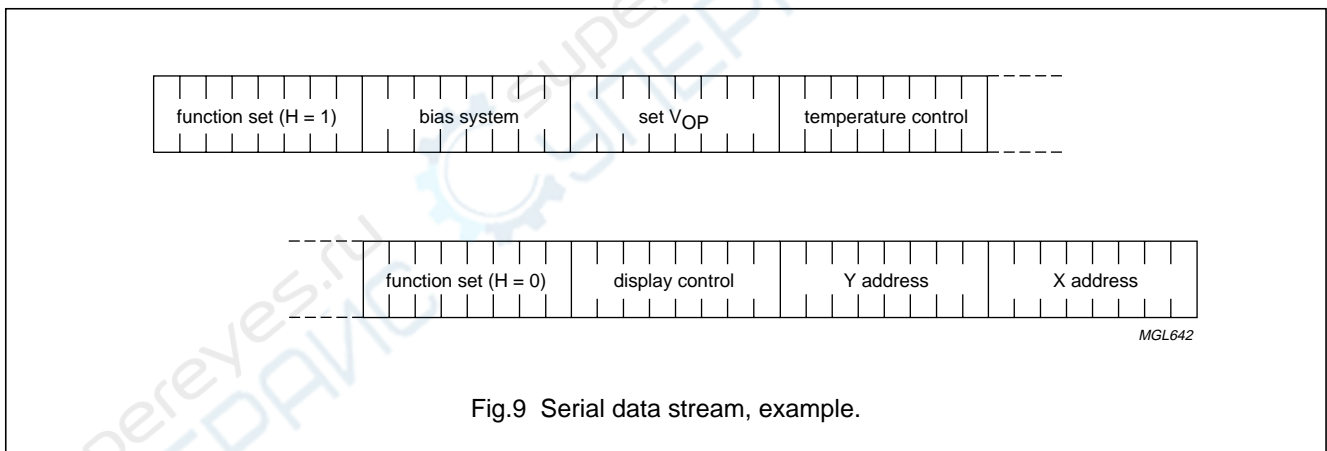 function set (H = 1) bias system set VOP temperature control
function set (H = 0) display control Y address X address
MGL642
Fig.9 Serial data stream, example.